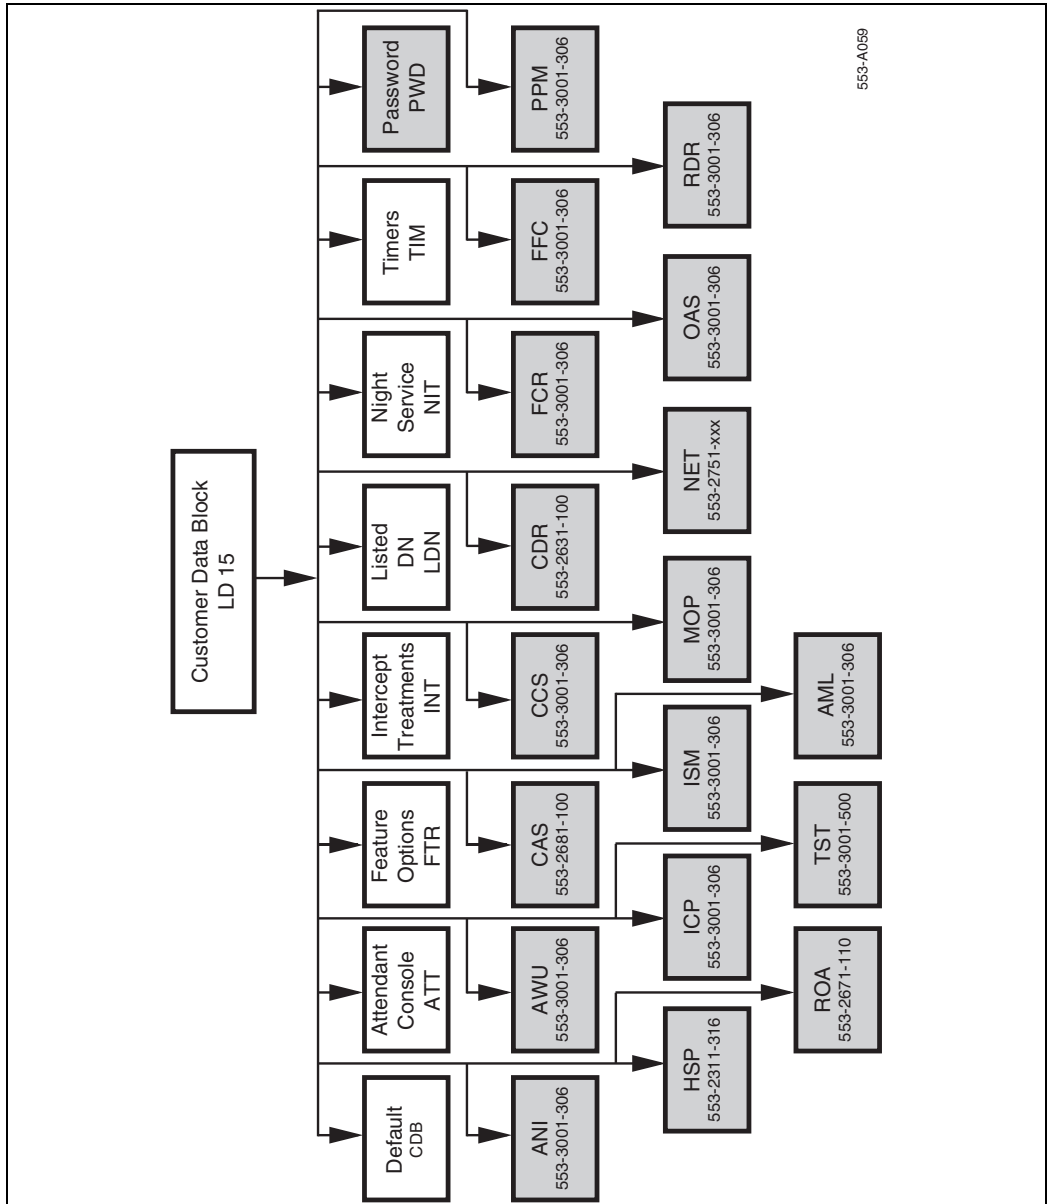 Customer Data Block
LD 15
Default
CDB
Attendant
Console
ATT
Feature
Options
FTR
Intercept
Treatments
INT
Listed
DN
LDN
Night
Service
NIT
Timers
TIM
Password
PWD
ANI
553-3001-306
AWU
553-3001-306
CAS
553-2681-100
CCS
553-3001-306
CDR
553-2631-100
FCR
553-3001-306
FFC
553-3001-306
PPM
553-3001-306
HSP
553-2311-316
ICP
553-3001-306
ISM
553-3001-306
MOP
553-3001-306
NET
553-2751-xxx
OAS
553-3001-306
RDR
553-3001-306
ROA
553-2671-110
TST
553-3001-500
AML
553-3001-306
553-A059